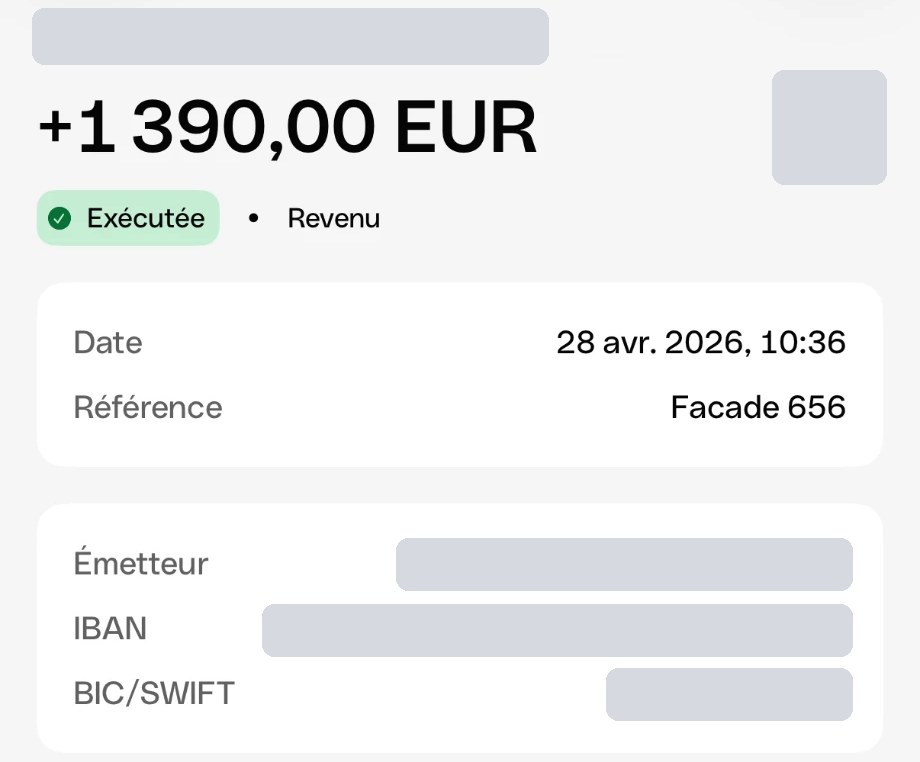 +1 390,00 EUR
Exécutée • Revenu
Date 28 avr. 2026, 10:36
Référence Facade 656
Émetteur
IBAN
BIC/SWIFT